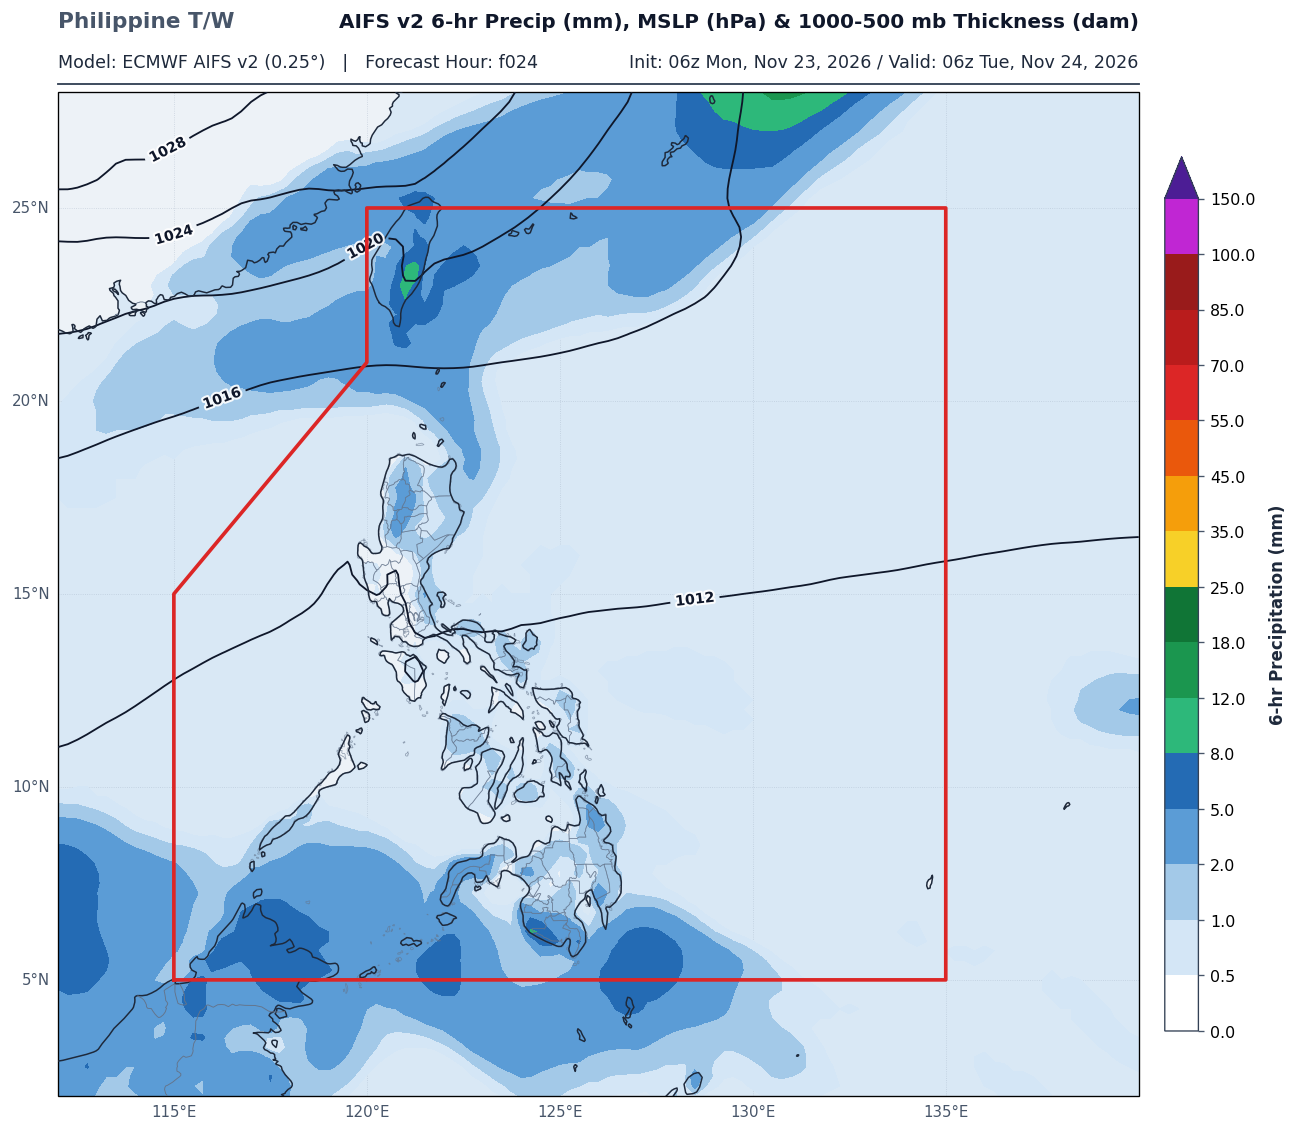 Philippine T/W
AIFS v2 6-hr Precip (mm), MSLP (hPa) & 1000-500 mb Thickness (dam)
Model: ECMWF AIFS v2 (0.25°) | Forecast Hour: f024
Init: 06z Mon, Nov 23, 2026 / Valid: 06z Tue, Nov 24, 2026
1028
1024
1020
1016
1012
25°N
20°N
15°N
10°N
5°N
115°E
120°E
125°E
130°E
135°E
150.0
100.0
85.0
70.0
55.0
45.0
35.0
25.0
18.0
12.0
8.0
5.0
2.0
1.0
0.5
0.0
6-hr Precipitation (mm)